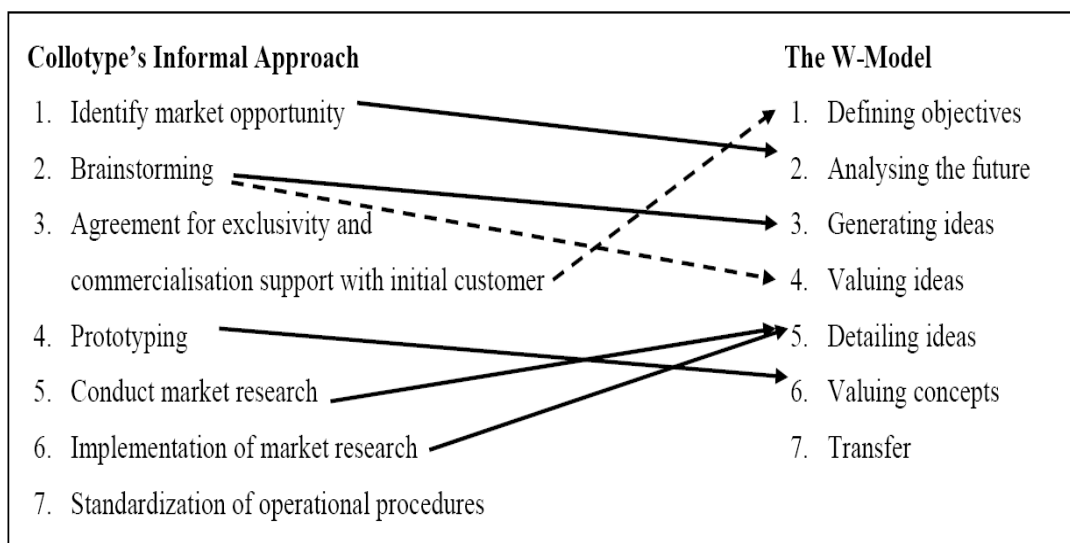 Collotype's Informal Approach
1. Identify market opportunity
2. Brainstorming
3. Agreement for exclusivity and
commercialisation support with initial customer
4. Prototyping
5. Conduct market research
6. Implementation of market research
7. Standardization of operational procedures
The W-Model
1. Defining objectives
2. Analysing the future
3. Generating ideas
4. Valuing ideas
5. Detailing ideas
6. Valuing concepts
7. Transfer